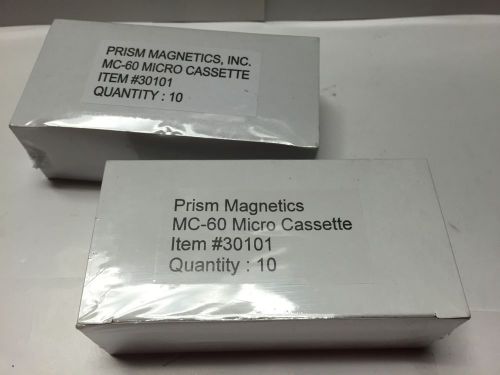 PRISM MAGNETICS, INC.
MC-60 MICRO CASSETTE
ITEM #30101
QUANTITY : 10
Prism Magnetics
MC-60 Micro Cassette
Item #30101
Quantity : 10